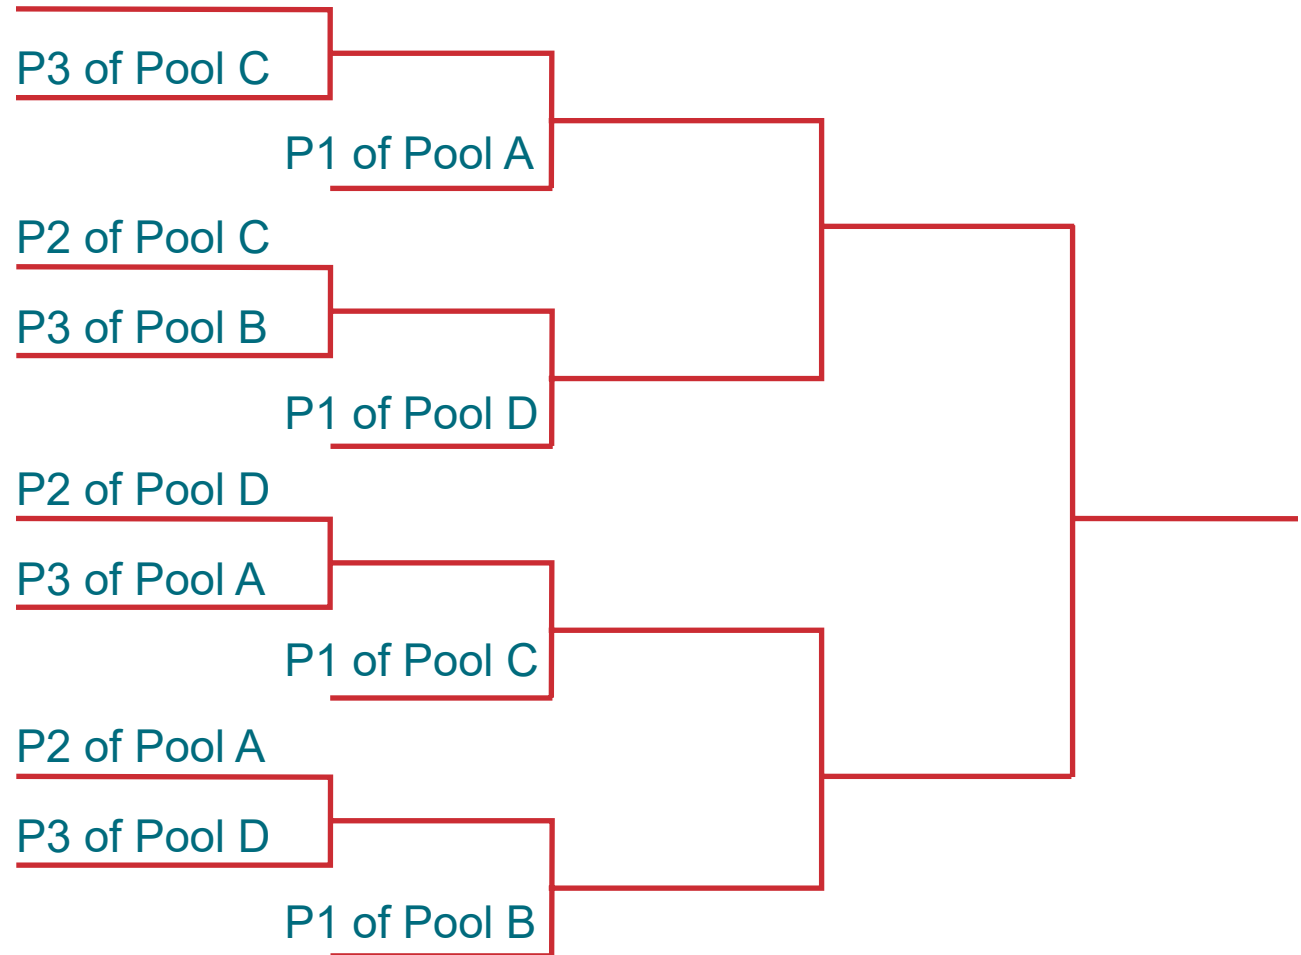 P3 of Pool C
P1 of Pool A
P2 of Pool C
P3 of Pool B
P1 of Pool D
P2 of Pool D
P3 of Pool A
P1 of Pool C
P2 of Pool A
P3 of Pool D
P1 of Pool B